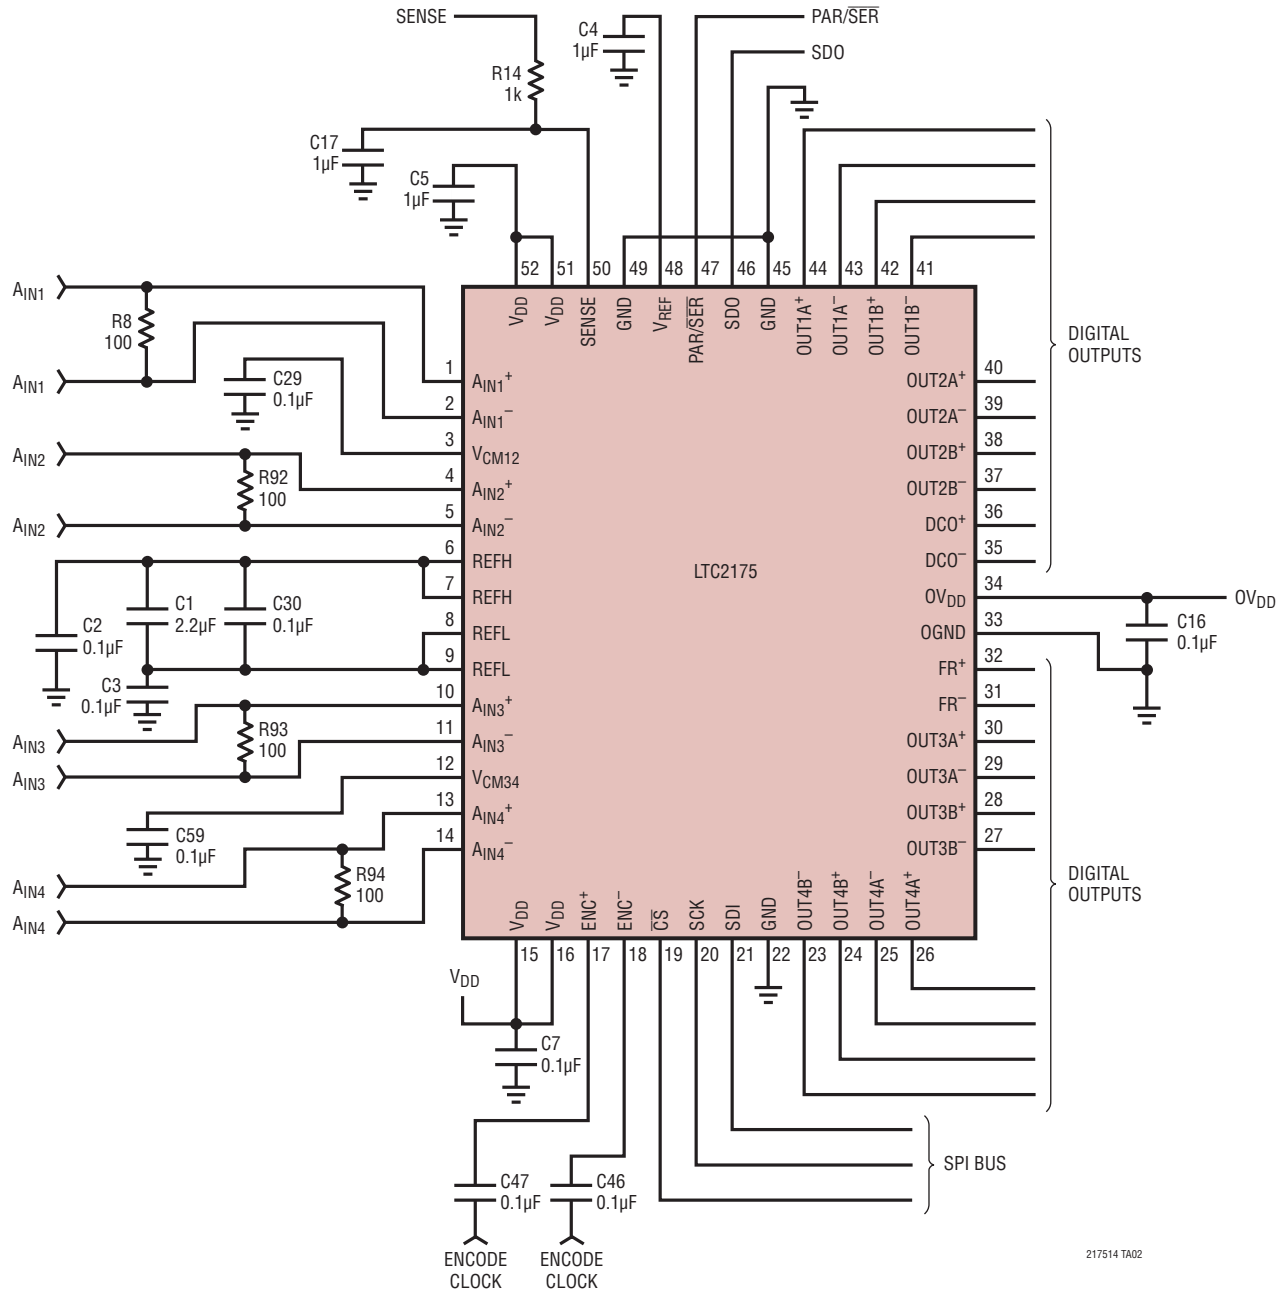 SENSE
C4
1µF
PAR/SER
SDO
R14
1k
C17
1µF
C5
1µF
52 51 50 49 48 47 46 45 44 43 42 41
VDD VDD SENSE GND VREF PAR/SER SDO GND OUT1A+ OUT1A– OUT1B+ OUT1B–
DIGITAL
OUTPUTS
AIN1
R8
100
AIN1
C29
0.1µF
AIN2
R92
100
AIN2
C1
2.2µF
C30
0.1µF
C2
0.1µF
C3
0.1µF
AIN3
R93
100
AIN3
C59
0.1µF
AIN4
R94
100
AIN4
1 AIN1+
2 AIN1–
3 VCM12
4 AIN2+
5 AIN2–
6 REFH
7 REFH
8 REFL
9 REFL
10 AIN3+
11 AIN3–
12 VCM34
13 AIN4+
14 AIN4–
LTC2175
OUT2A+ 40
OUT2A– 39
OUT2B+ 38
OUT2B– 37
DCO+ 36
DCO– 35
OVDD 34
OGND 33
FR+ 32
FR– 31
OUT3A+ 30
OUT3A– 29
OUT3B+ 28
OUT3B– 27
OVDD
C16
0.1µF
DIGITAL
OUTPUTS
VDD VDD ENC+ ENC– CS SCK SDI GND OUT4B– OUT4B+ OUT4A– OUT4A+
15 16 17 18 19 20 21 22 23 24 25 26
VDD
C7
0.1µF
C47
0.1µF
C46
0.1µF
SPI BUS
ENCODE
CLOCK
ENCODE
CLOCK
217514 TA02